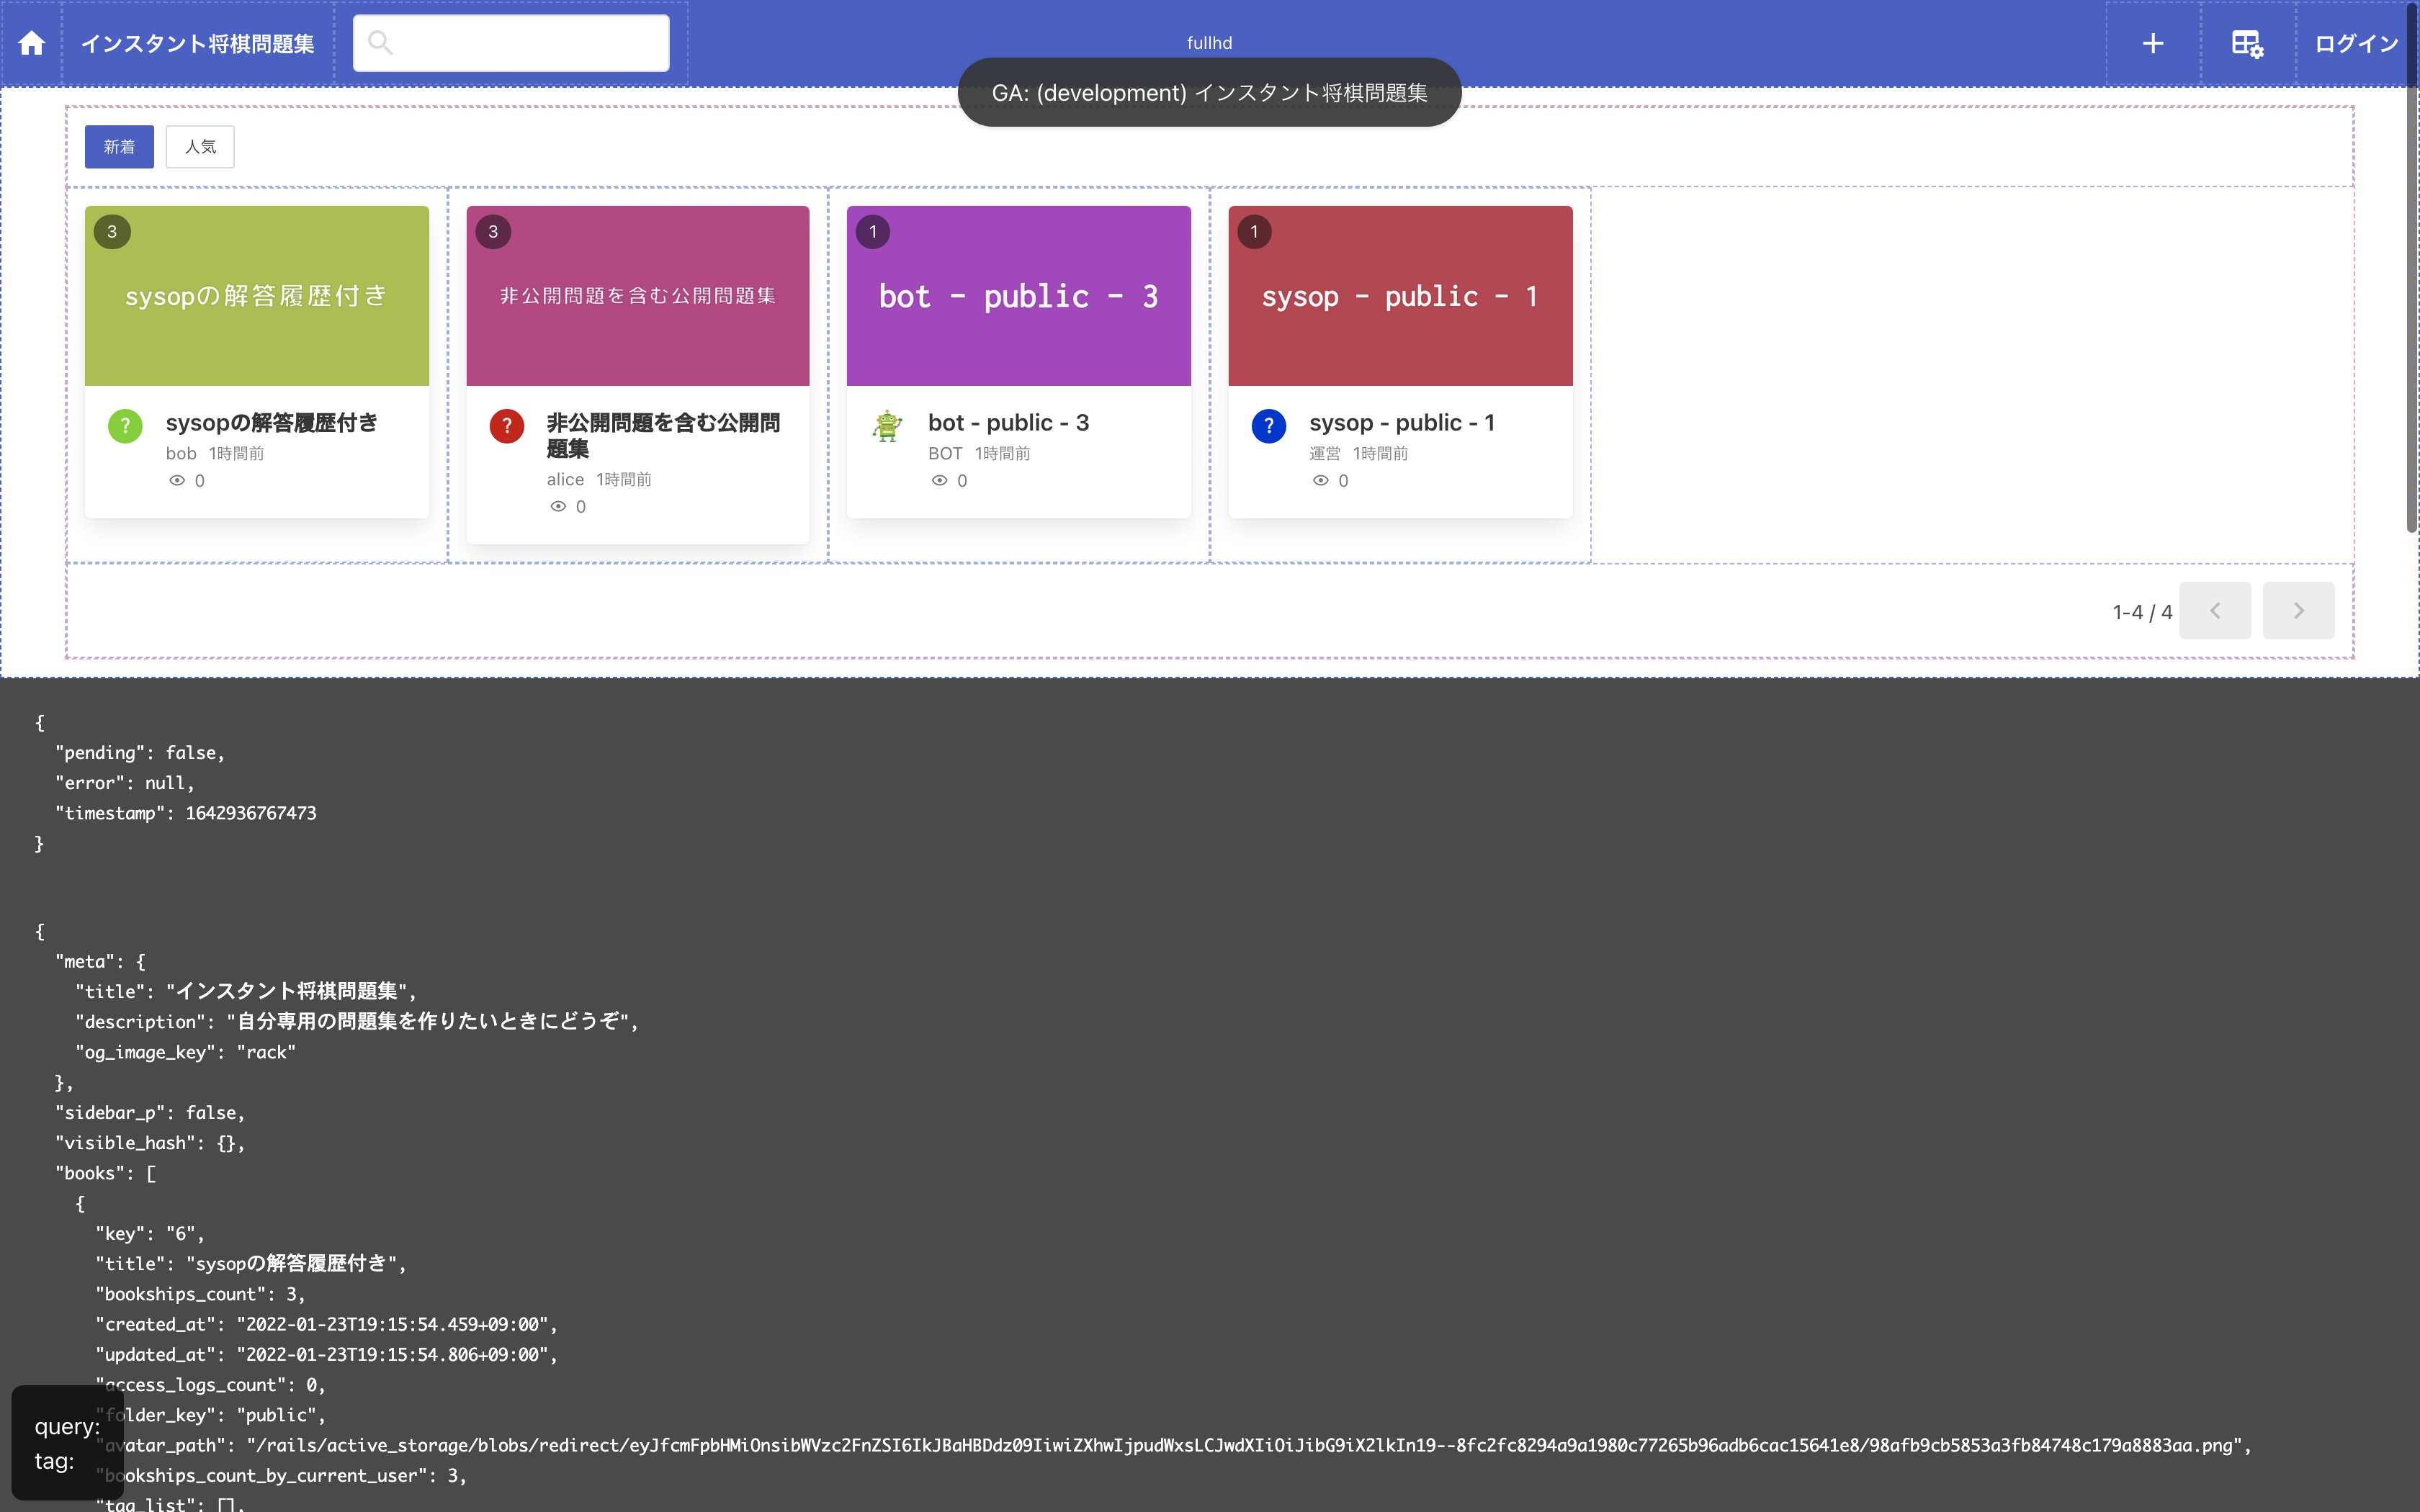 インスタント将棋問題集
fullhd
ログイン
GA: (development) インスタント将棋問題集
新着
人気
3
sysopの解答履歴付き
3
非公開問題を含む公開問題集
1
bot - public - 3
1
sysop - public - 1
?
sysopの解答履歴付き
bob 1時間前
0
?
非公開問題を含む公開問
題集
alice 1時間前
0
bot - public - 3
BOT 1時間前
0
?
sysop - public - 1
運営 1時間前
0
1-4 / 4
{
"pending": false,
"error": null,
"timestamp": 1642936767473
}
{
"meta": {
"title": "インスタント将棋問題集",
"description": "自分専用の問題集を作りたいときにどうぞ",
"og_image_key": "rack"
},
"sidebar_p": false,
"visible_hash": {},
"books": [
{
"key": "6",
"title": "sysopの解答履歴付き",
"bookships_count": 3,
"created_at": "2022-01-23T19:15:54.459+09:00",
"updated_at": "2022-01-23T19:15:54.806+09:00",
"access_logs_count": 0,
"folder_key": "public",
"avatar_path": "/rails/active_storage/blobs/redirect/eyJfcmFpbHMiOnsibWVzc2FnZSI6IkJBaHBDdz09IiwiZXhwIjpudWxsLCJwdXIiOiJibG9iX2lkIn19--8fc2fc8294a9a1980c77265b96adb6cac15641e8/98afb9cb5853a3fb84748c179a8883aa.png",
"bookships_count_by_current_user": 3,
"tag_list": [],
query:
tag: